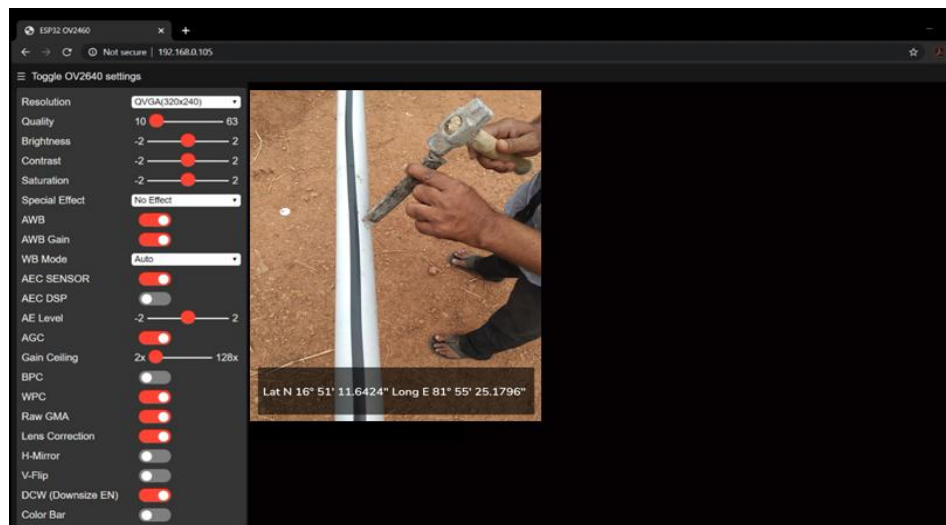 ESP32 OV2460
Not secure | 192.168.0.105
☰ Toggle OV2640 settings
Resolution QVGA(320x240)
Quality 10 63
Brightness -2 2
Contrast -2 2
Saturation -2 2
Special Effect No Effect
AWB
AWB Gain
WB Mode Auto
AEC SENSOR
AEC DSP
AE Level -2 2
AGC
Gain Ceiling 2x 128x
BPC
WPC
Raw GMA
Lens Correction
H-Mirror
V-Flip
DCW (Downsize EN)
Color Bar
Lat N 16° 51' 11.6424" Long E 81° 55' 25.1796"